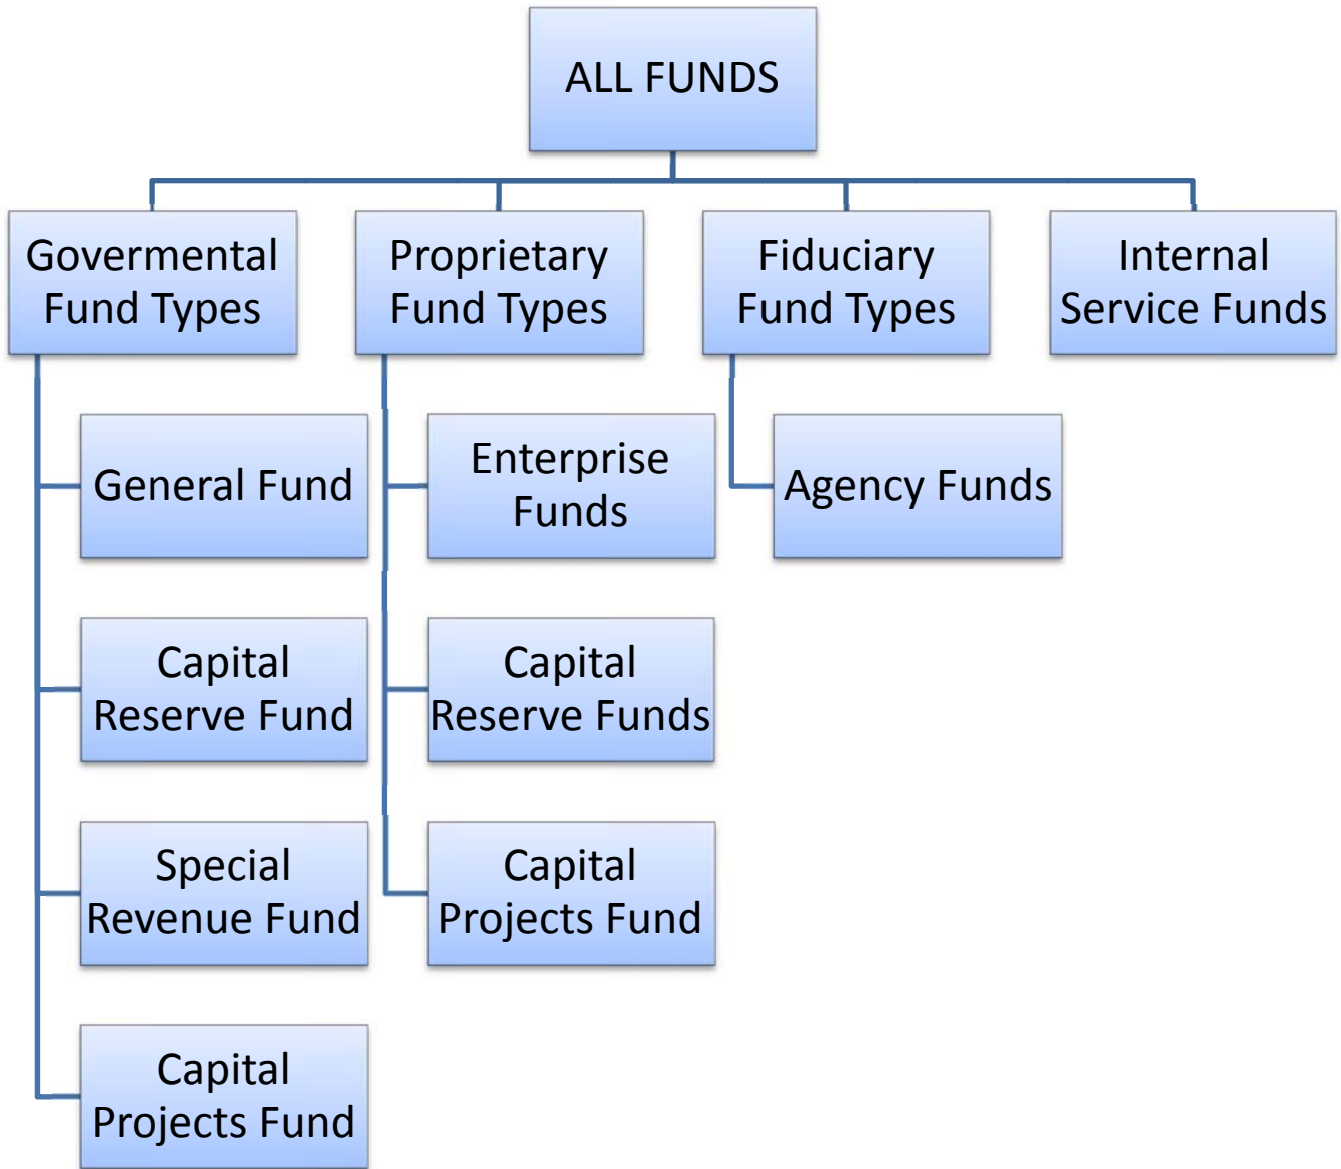 ALL FUNDS
Govermental
Fund Types
Proprietary
Fund Types
Fiduciary
Fund Types
Internal
Service Funds
General Fund
Capital
Reserve Fund
Special
Revenue Fund
Capital
Projects Fund
Enterprise
Funds
Capital
Reserve Funds
Capital
Projects Fund
Agency Funds